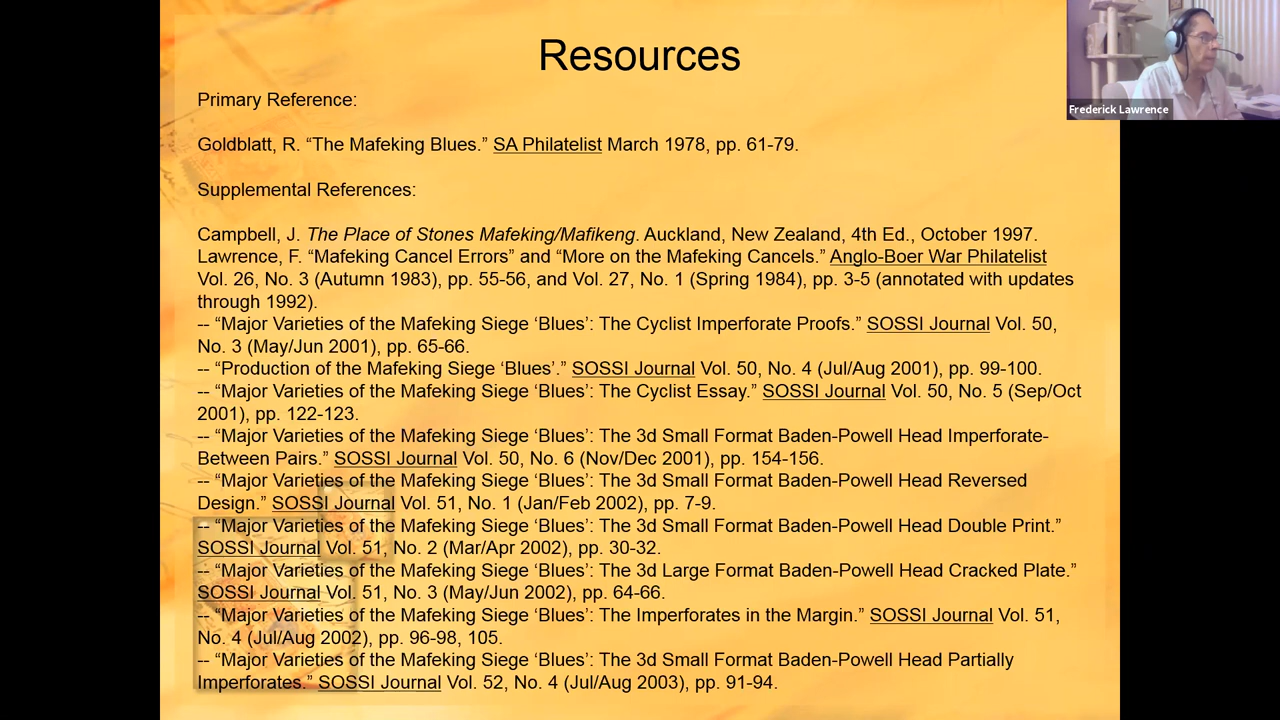 Resources
Frederick Lawrence
Primary Reference:
Goldblatt, R. “The Mafeking Blues.” SA Philatelist March 1978, pp. 61-79.
Supplemental References:
Campbell, J. The Place of Stones Mafeking/Mafikeng. Auckland, New Zealand, 4th Ed., October 1997.
Lawrence, F. “Mafeking Cancel Errors” and “More on the Mafeking Cancels.” Anglo-Boer War Philatelist
Vol. 26, No. 3 (Autumn 1983), pp. 55-56, and Vol. 27, No. 1 (Spring 1984), pp. 3-5 (annotated with updates
through 1992).
-- “Major Varieties of the Mafeking Siege ‘Blues’: The Cyclist Imperforate Proofs.” SOSSI Journal Vol. 50,
No. 3 (May/Jun 2001), pp. 65-66.
-- “Production of the Mafeking Siege ‘Blues’.” SOSSI Journal Vol. 50, No. 4 (Jul/Aug 2001), pp. 99-100.
-- “Major Varieties of the Mafeking Siege ‘Blues’: The Cyclist Essay.” SOSSI Journal Vol. 50, No. 5 (Sep/Oct
2001), pp. 122-123.
-- “Major Varieties of the Mafeking Siege ‘Blues’: The 3d Small Format Baden-Powell Head Imperforate-
Between Pairs.” SOSSI Journal Vol. 50, No. 6 (Nov/Dec 2001), pp. 154-156.
-- “Major Varieties of the Mafeking Siege ‘Blues’: The 3d Small Format Baden-Powell Head Reversed
Design.” SOSSI Journal Vol. 51, No. 1 (Jan/Feb 2002), pp. 7-9.
-- “Major Varieties of the Mafeking Siege ‘Blues’: The 3d Small Format Baden-Powell Head Double Print.”
SOSSI Journal Vol. 51, No. 2 (Mar/Apr 2002), pp. 30-32.
-- “Major Varieties of the Mafeking Siege ‘Blues’: The 3d Large Format Baden-Powell Head Cracked Plate.”
SOSSI Journal Vol. 51, No. 3 (May/Jun 2002), pp. 64-66.
-- “Major Varieties of the Mafeking Siege ‘Blues’: The Imperforates in the Margin.” SOSSI Journal Vol. 51,
No. 4 (Jul/Aug 2002), pp. 96-98, 105.
-- “Major Varieties of the Mafeking Siege ‘Blues’: The 3d Small Format Baden-Powell Head Partially
Imperforates.” SOSSI Journal Vol. 52, No. 4 (Jul/Aug 2003), pp. 91-94.